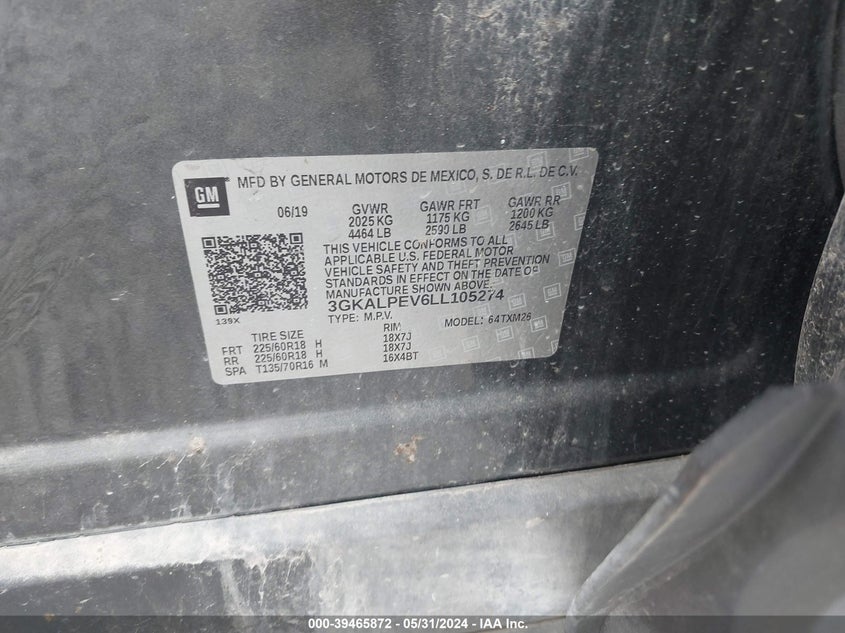 GM
MFD BY GENERAL MOTORS DE MEXICO, S. DE R.L. DE C.V.
06/19 GVWR GAWR FRT GAWR RR
2025 KG 1175 KG 1200 KG
4464 LB 2590 LB 2645 LB
THIS VEHICLE CONFORMS TO ALL
APPLICABLE U.S. FEDERAL MOTOR
VEHICLE SAFETY AND THEFT PREVENTION
STANDARDS IN EFFECT ON THE DATE OF
MANUFACTURE SHOWN ABOVE.
3GKALPEV6LL105274
139X
TYPE: M.P.V. MODEL: 64TXM26
TIRE SIZE RIM
FRT 225/60R18 H 18X7J
RR 225/60R18 H 18X7J
SPA T135/70R16 M 16X4BT
000-39465872 / 05/31/2024 - IAA Inc.